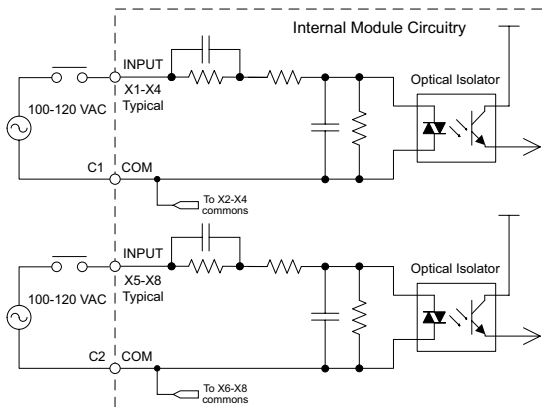 Internal Module Circuitry
INPUT
X1-X4
Typical
100-120 VAC
Optical Isolator
C1
COM
To X2-X4
commons
INPUT
X5-X8
Typical
100-120 VAC
Optical Isolator
C2
COM
To X6-X8
commons